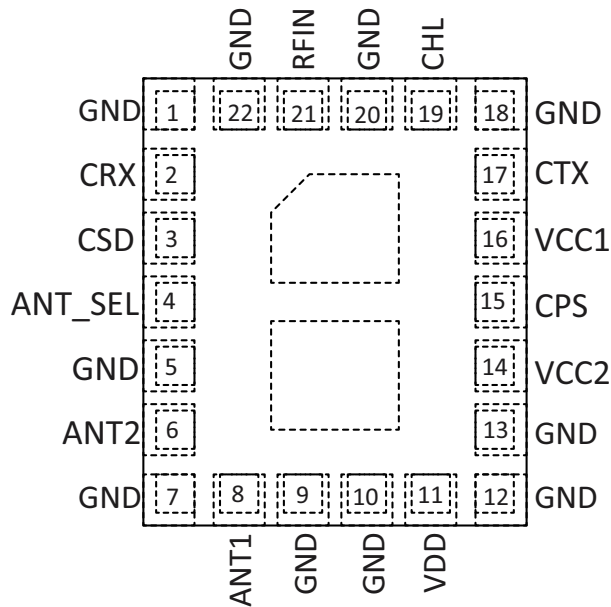 GND RFIN GND CHL
GND 1 22 21 20 19 18 GND
CRX 2 17 CTX
CSD 3 16 VCC1
ANT_SEL 4 15 CPS
GND 5 14 VCC2
ANT2 6 13 GND
GND 7 8 9 10 11 12 GND
ANT1 GND GND VDD